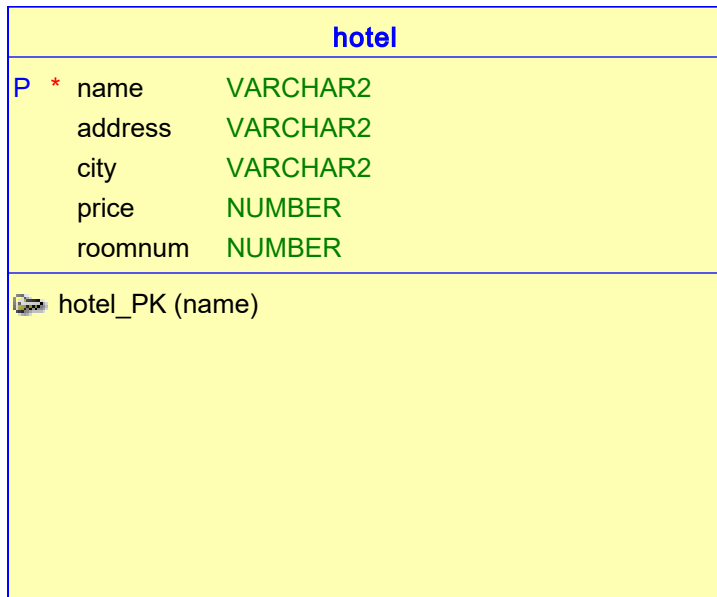 hotel
P * name VARCHAR2
address VARCHAR2
city VARCHAR2
price NUMBER
roomnum NUMBER
hotel_PK (name)